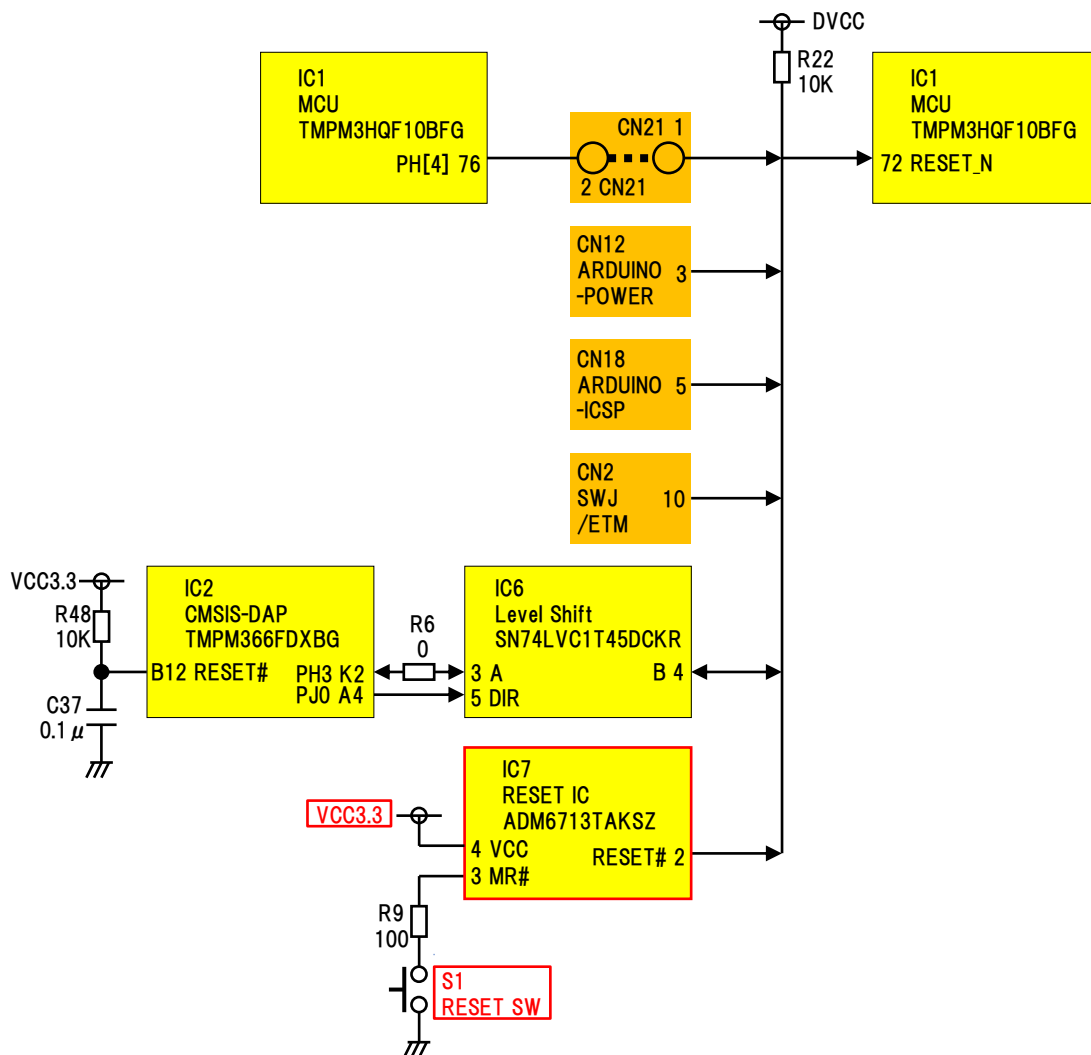 DVCC
R22
10K
IC1
MCU
TMPM3HQF10BFG
PH[4] 76
CN21 1
2 CN21
IC1
MCU
TMPM3HQF10BFG
72 RESET_N
CN12
ARDUINO 3
-POWER
CN18
ARDUINO 5
-ICSP
CN2
SWJ 10
/ETM
VCC3.3
R48
10K
C37
0.1μ
IC2
CMSIS-DAP
TMPM366FDXBG
B12 RESET# PH3 K2
PJ0 A4
R6
0
IC6
Level Shift
SN74LVC1T45DCKR
3 A B 4
5 DIR
IC7
RESET IC
ADM6713TAKSZ
VCC3.3
4 VCC RESET# 2
3 MR#
R9
100
S1
RESET SW